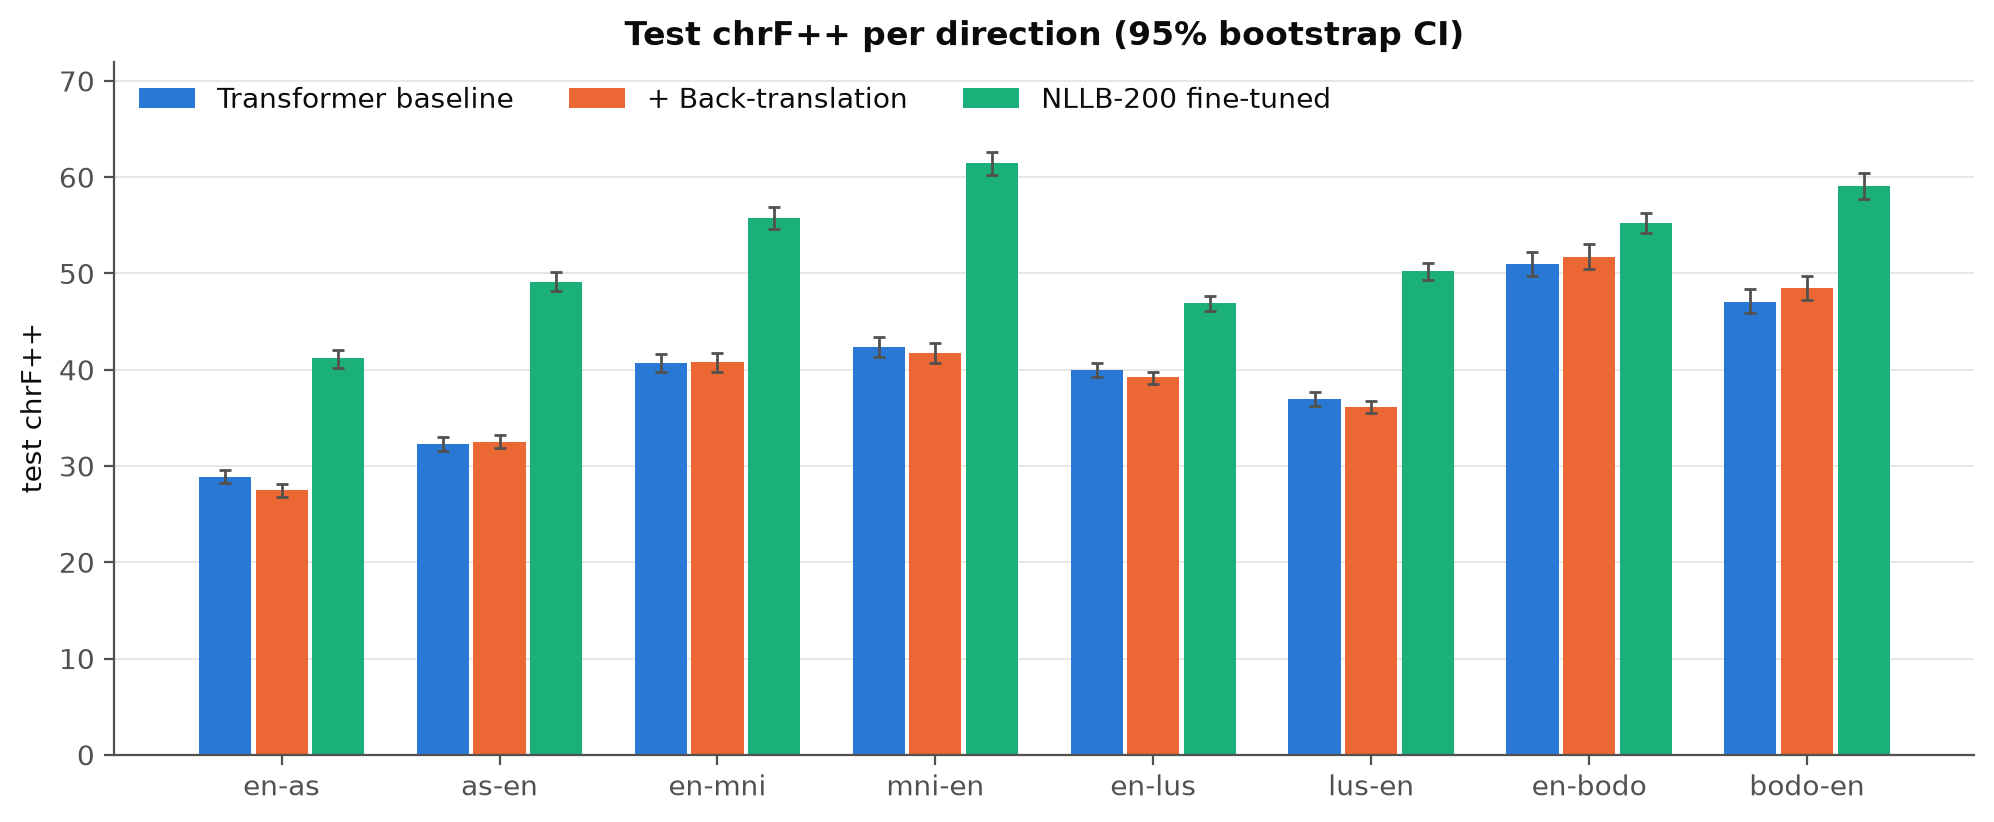 Test chrF++ per direction (95% bootstrap CI)
Transformer baseline + Back-translation NLLB-200 fine-tuned
test chrF++
70
60
50
40
30
20
10
0
en-as as-en en-mni mni-en en-lus lus-en en-bodo bodo-en